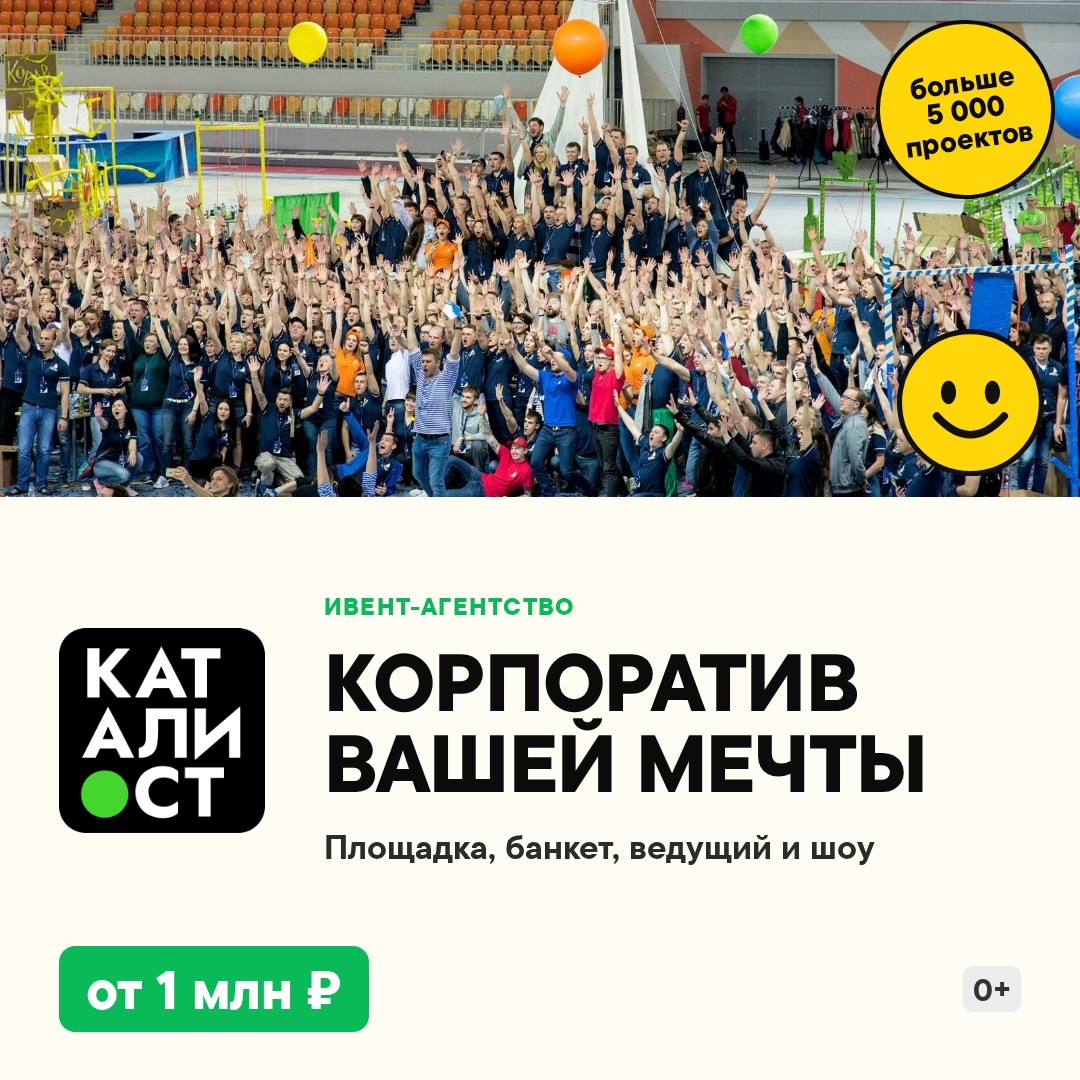 больше
5 000
проектов
ИВЕНТ-АГЕНТСТВО
КАТ
АЛИ
СТ
КОРПОРАТИВ
ВАШЕЙ МЕЧТЫ
Площадка, банкет, ведущий и шоу
от 1 млн ₽
0+